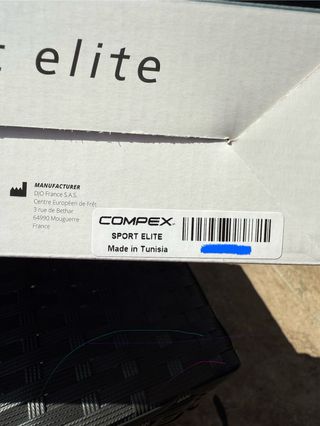 elite
MANUFACTURER
DJO France S.A.S.
Centre Européen de Frêt
3 rue de Bethar
64990 Mouguerre
France
COMPEX
SPORT ELITE
Made in Tunisia